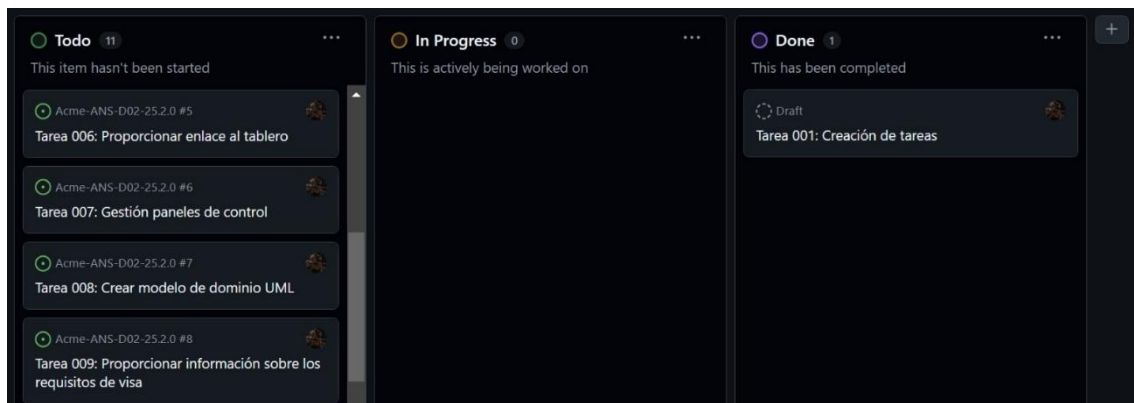 Todo 11
This item hasn't been started
Acme-ANS-D02-25.2.0 #5
Tarea 006: Proporcionar enlace al tablero
Acme-ANS-D02-25.2.0 #6
Tarea 007: Gestión paneles de control
Acme-ANS-D02-25.2.0 #7
Tarea 008: Crear modelo de dominio UML
Acme-ANS-D02-25.2.0 #8
Tarea 009: Proporcionar información sobre los
requisitos de visa
In Progress 0
This is actively being worked on
Done 1
This has been completed
Draft
Tarea 001: Creación de tareas